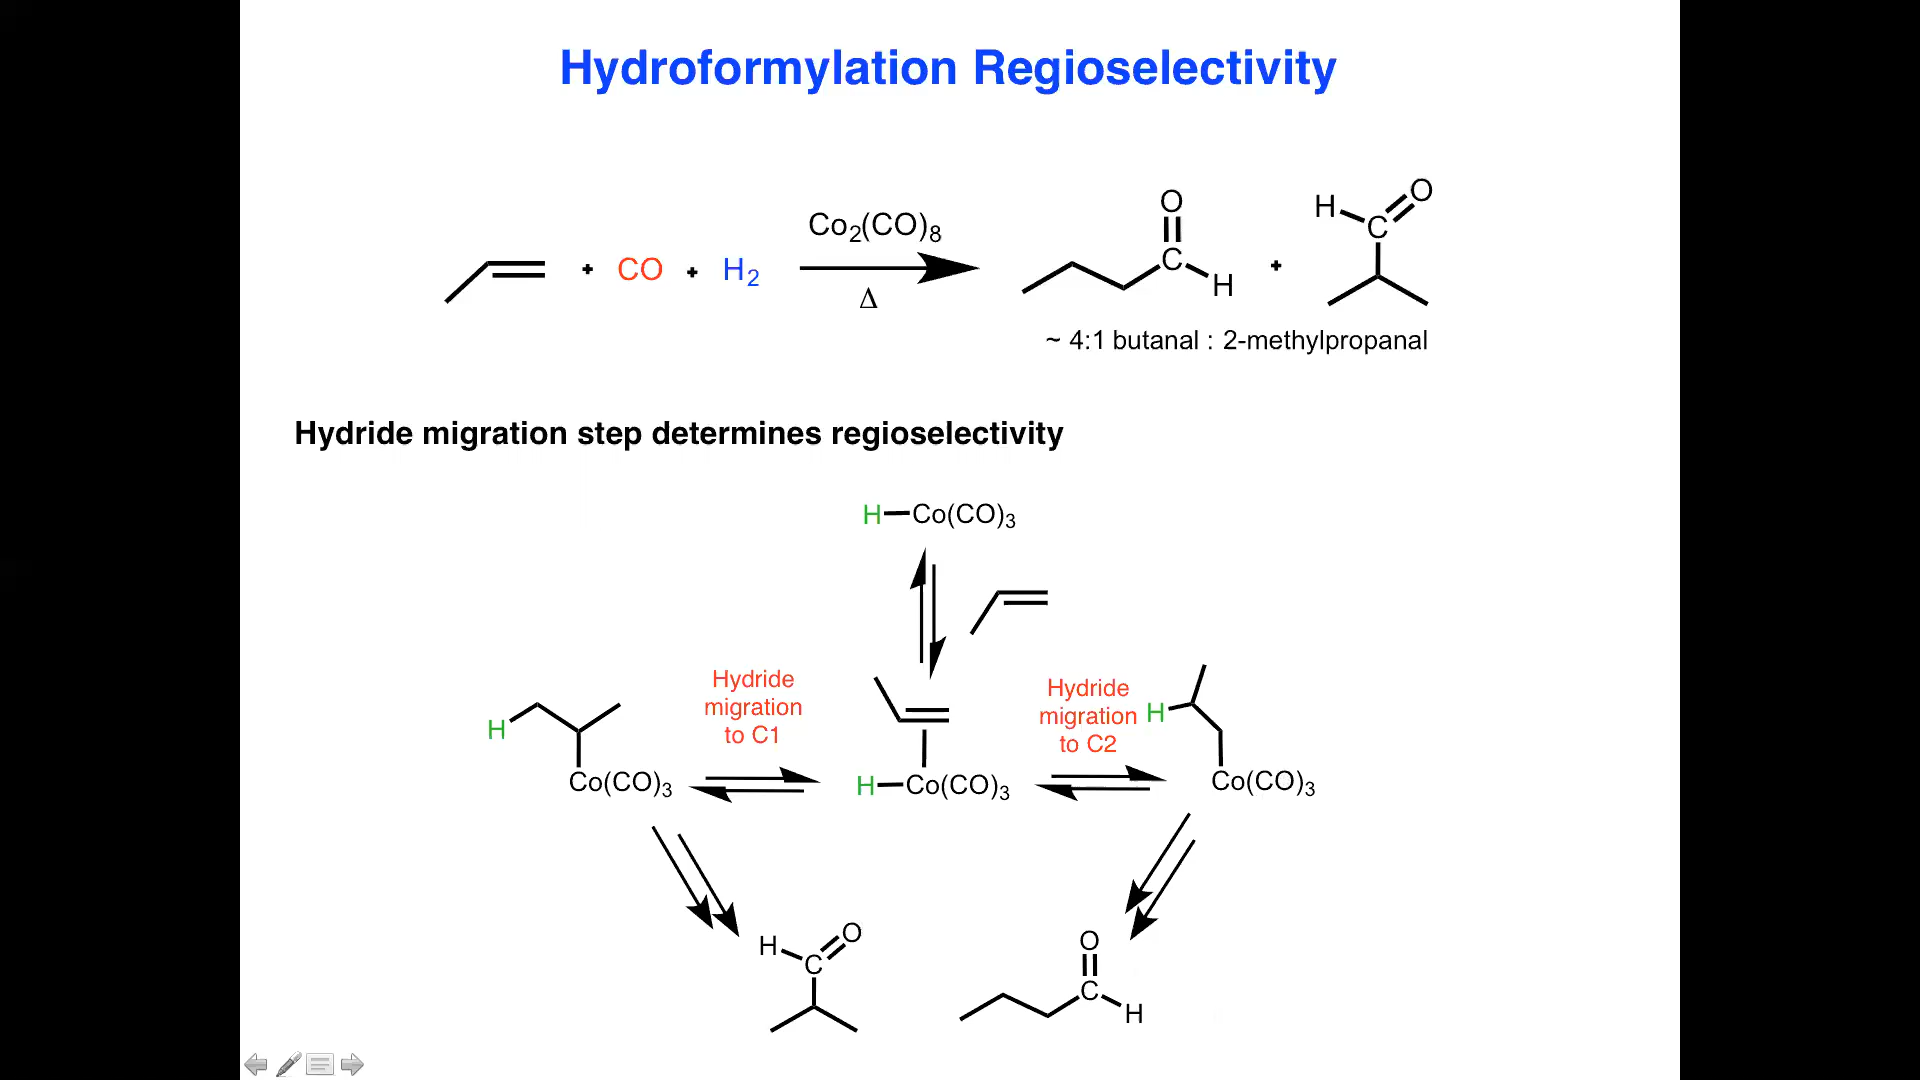 Hydroformylation Regioselectivity
+ CO + H2
Co2(CO)8
Δ
O
C
H
+
H
C
O
~ 4:1 butanal : 2-methylpropanal
Hydride migration step determines regioselectivity
H Co(CO)3
Hydride
migration
to C1
Hydride
migration
to C2
H
Co(CO)3
H Co(CO)3
H
Co(CO)3
H
C
O
O
C
H